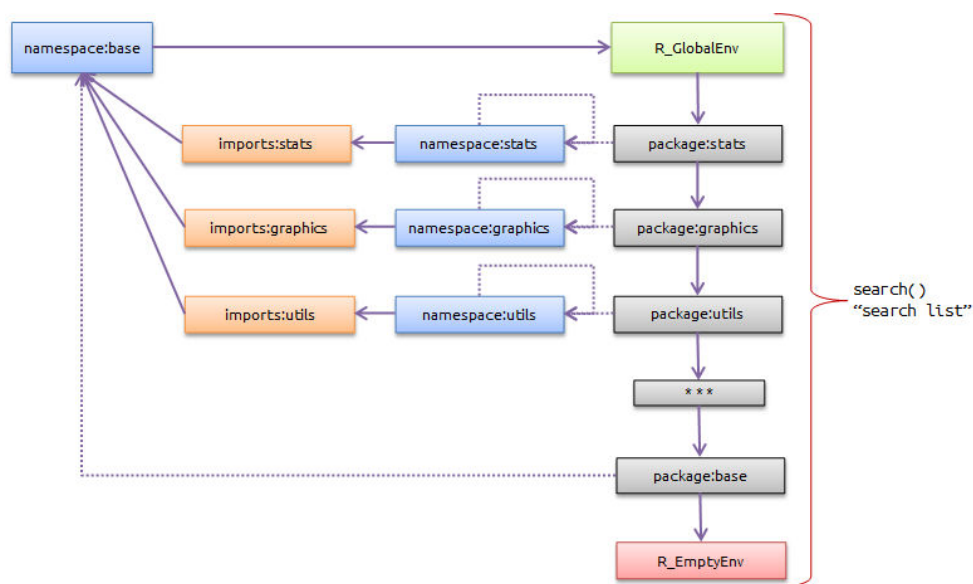 namespace:base
R_GlobalEnv
imports:stats
namespace:stats
package:stats
imports:graphics
namespace:graphics
package:graphics
imports:utils
namespace:utils
package:utils
search()
“search list”
***
package:base
R_EmptyEnv